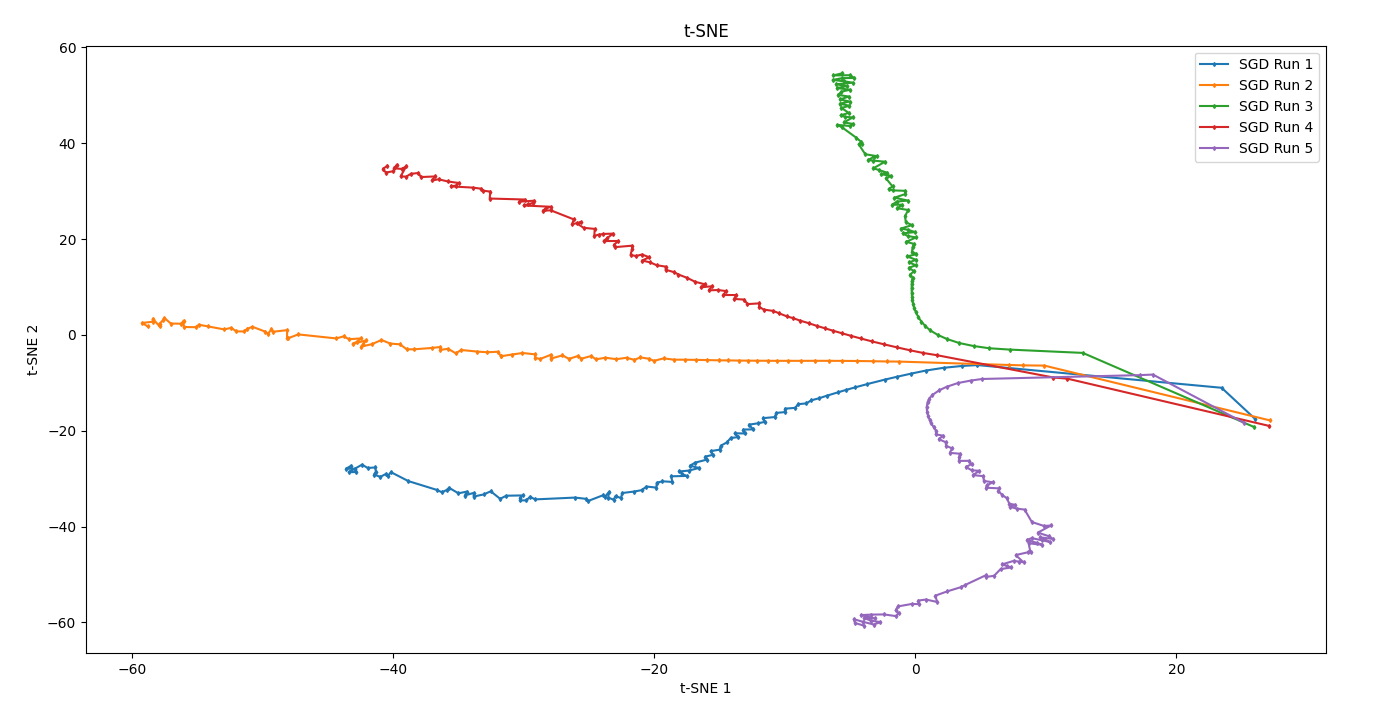 t-SNE
60
40
20
0
−20
−40
−60
t-SNE 2
−60
−40
−20
0
20
t-SNE 1
SGD Run 1
SGD Run 2
SGD Run 3
SGD Run 4
SGD Run 5